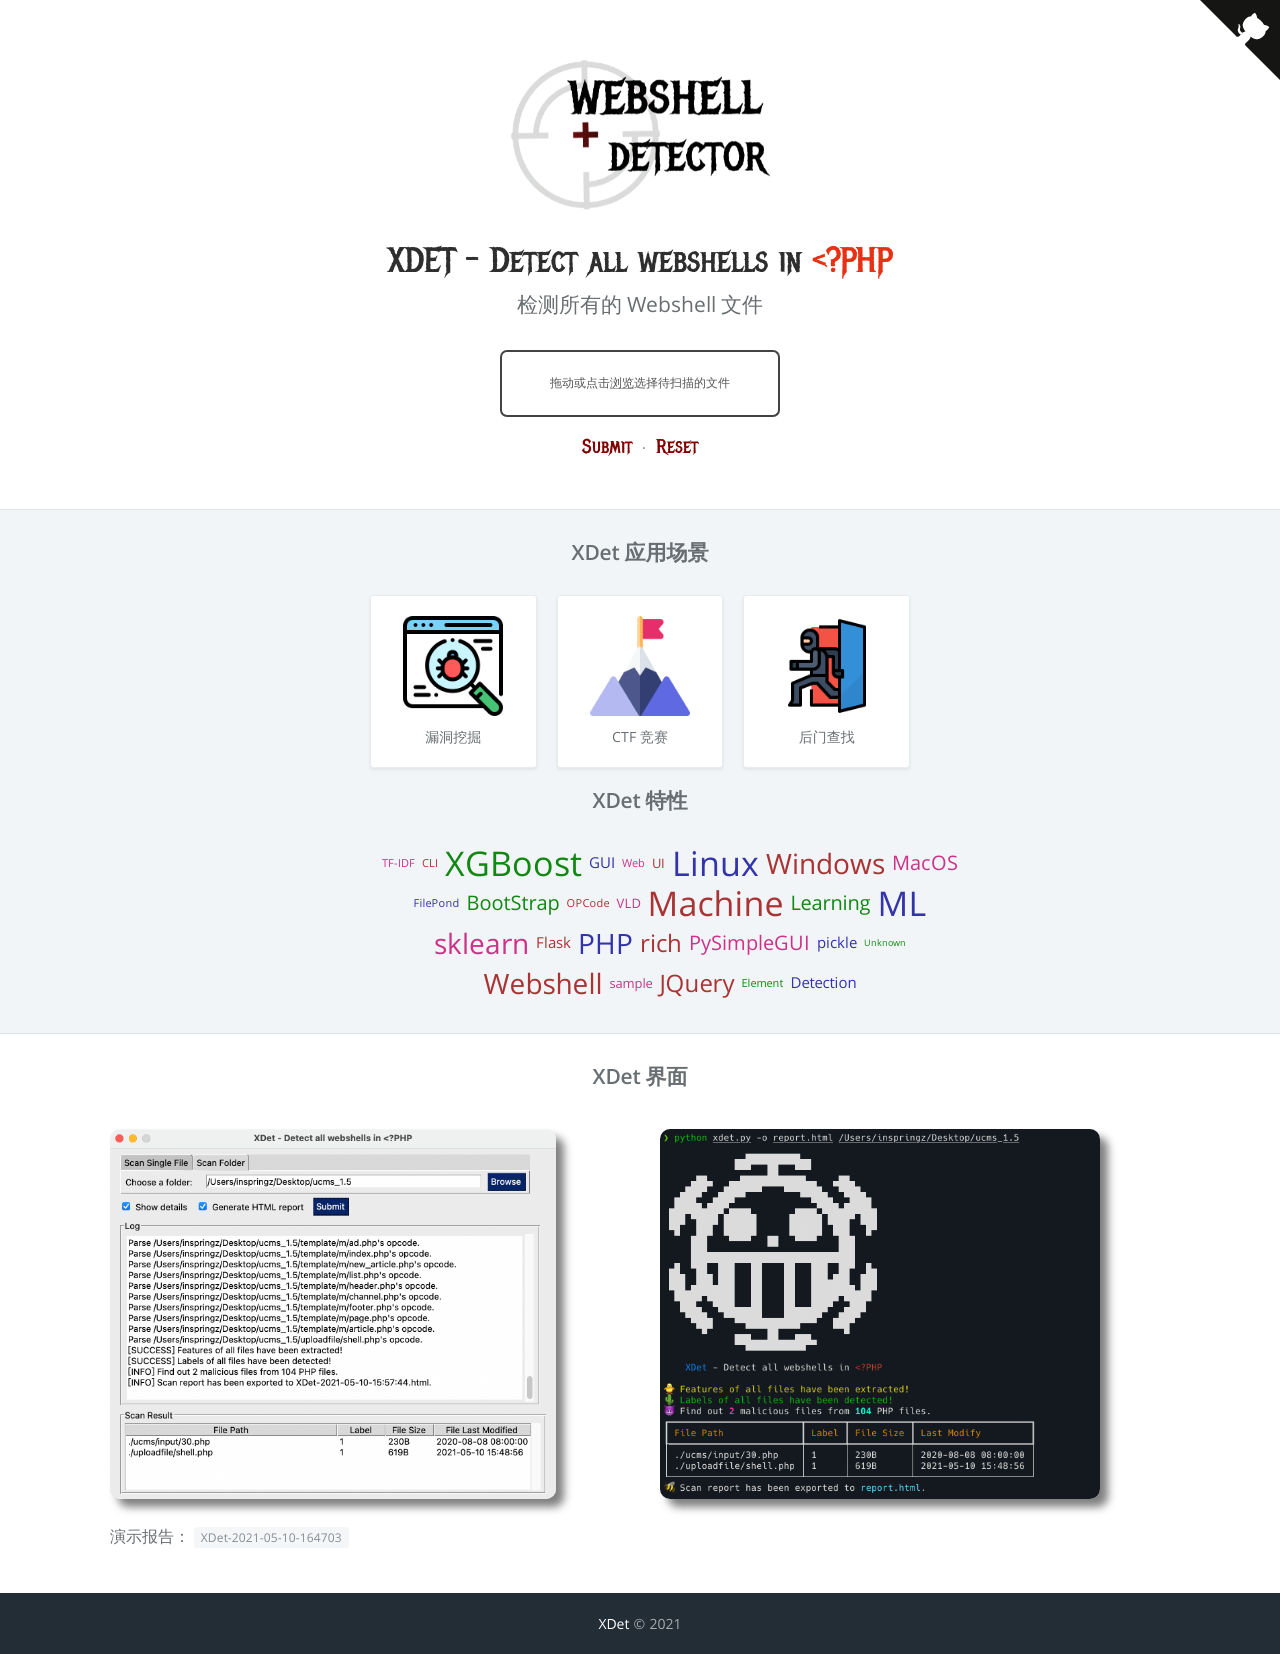 WEBSHELL
DETECTOR
XDET - Detect all webshells in <?PHP
检测所有的 Webshell 文件
拖动或点击浏览选择待扫描的文件
Submit · Reset
XDet 应用场景
漏洞挖掘
CTF 竞赛
后门查找
XDet 特性
TF-IDF CLI XGBoost GUI Web UI Linux Windows MacOS
FilePond BootStrap OPCode VLD Machine Learning ML
sklearn Flask PHP rich PySimpleGUI pickle Unknown
Webshell sample JQuery Element Detection
XDet 界面
XDet - Detect all webshells in <?PHP
Scan Single File Scan Folder
Choose a folder: /Users/inspringz/Desktop/ucms_1.5 Browse
Show details Generate HTML report Submit
Log
Parse /Users/inspringz/Desktop/ucms_1.5/template/m/ad.php's opcode.
Parse /Users/inspringz/Desktop/ucms_1.5/template/m/index.php's opcode.
Parse /Users/inspringz/Desktop/ucms_1.5/template/m/new_article.php's opcode.
Parse /Users/inspringz/Desktop/ucms_1.5/template/m/list.php's opcode.
Parse /Users/inspringz/Desktop/ucms_1.5/template/m/header.php's opcode.
Parse /Users/inspringz/Desktop/ucms_1.5/template/m/channel.php's opcode.
Parse /Users/inspringz/Desktop/ucms_1.5/template/m/footer.php's opcode.
Parse /Users/inspringz/Desktop/ucms_1.5/template/m/page.php's opcode.
Parse /Users/inspringz/Desktop/ucms_1.5/template/m/article.php's opcode.
Parse /Users/inspringz/Desktop/ucms_1.5/uploadfile/shell.php's opcode.
[SUCCESS] Features of all files have been extracted!
[SUCCESS] Labels of all files have been detected!
[INFO] Find out 2 malicious files from 104 PHP files.
[INFO] Scan report has been exported to XDet-2021-05-10-15:57:44.html.
Scan Result
File Path Label File Size File Last Modified
./ucms/input/30.php 1 230B 2020-08-08 08:00:00
./uploadfile/shell.php 1 619B 2021-05-10 15:48:56
❯ python xdet.py -o report.html /Users/inspringz/Desktop/ucms_1.5
XDet - Detect all webshells in <?PHP
Features of all files have been extracted!
Labels of all files have been detected!
Find out 2 malicious files from 104 PHP files.
File Path Label File Size Last Modify
./ucms/input/30.php 1 230B 2020-08-08 08:00:00
./uploadfile/shell.php 1 619B 2021-05-10 15:48:56
Scan report has been exported to report.html.
演示报告： XDet-2021-05-10-164703
XDet © 2021